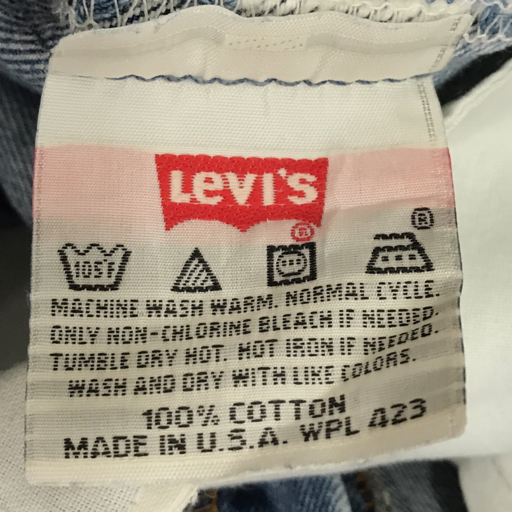 LEVI'S
®
105F
MACHINE WASH WARM. NORMAL CYCLE.
ONLY NON-CHLORINE BLEACH IF NEEDED.
TUMBLE DRY HOT. HOT IRON IF NEEDED.
WASH AND DRY WITH LIKE COLORS.
100% COTTON
MADE IN U.S.A. WPL 423